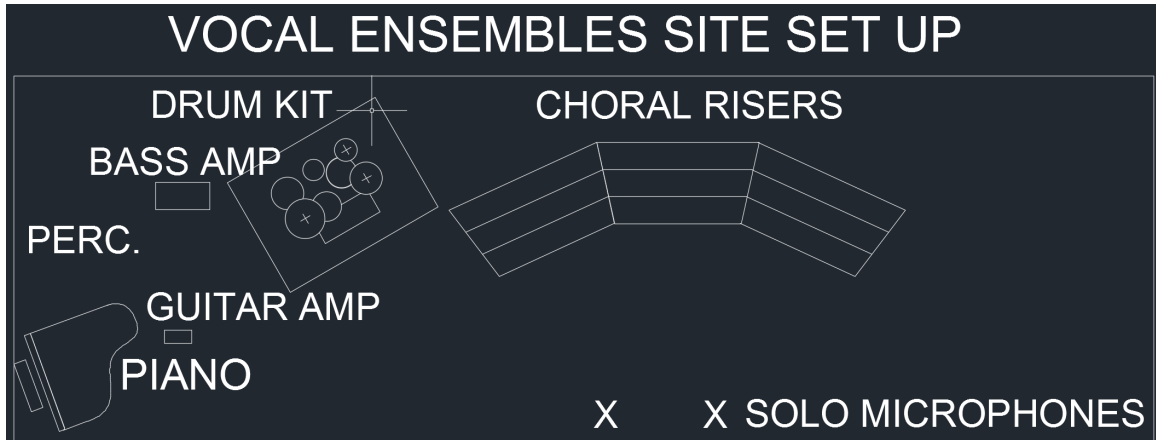 VOCAL ENSEMBLES SITE SET UP
DRUM KIT
CHORAL RISERS
BASS AMP
PERC.
GUITAR AMP
PIANO
X X SOLO MICROPHONES